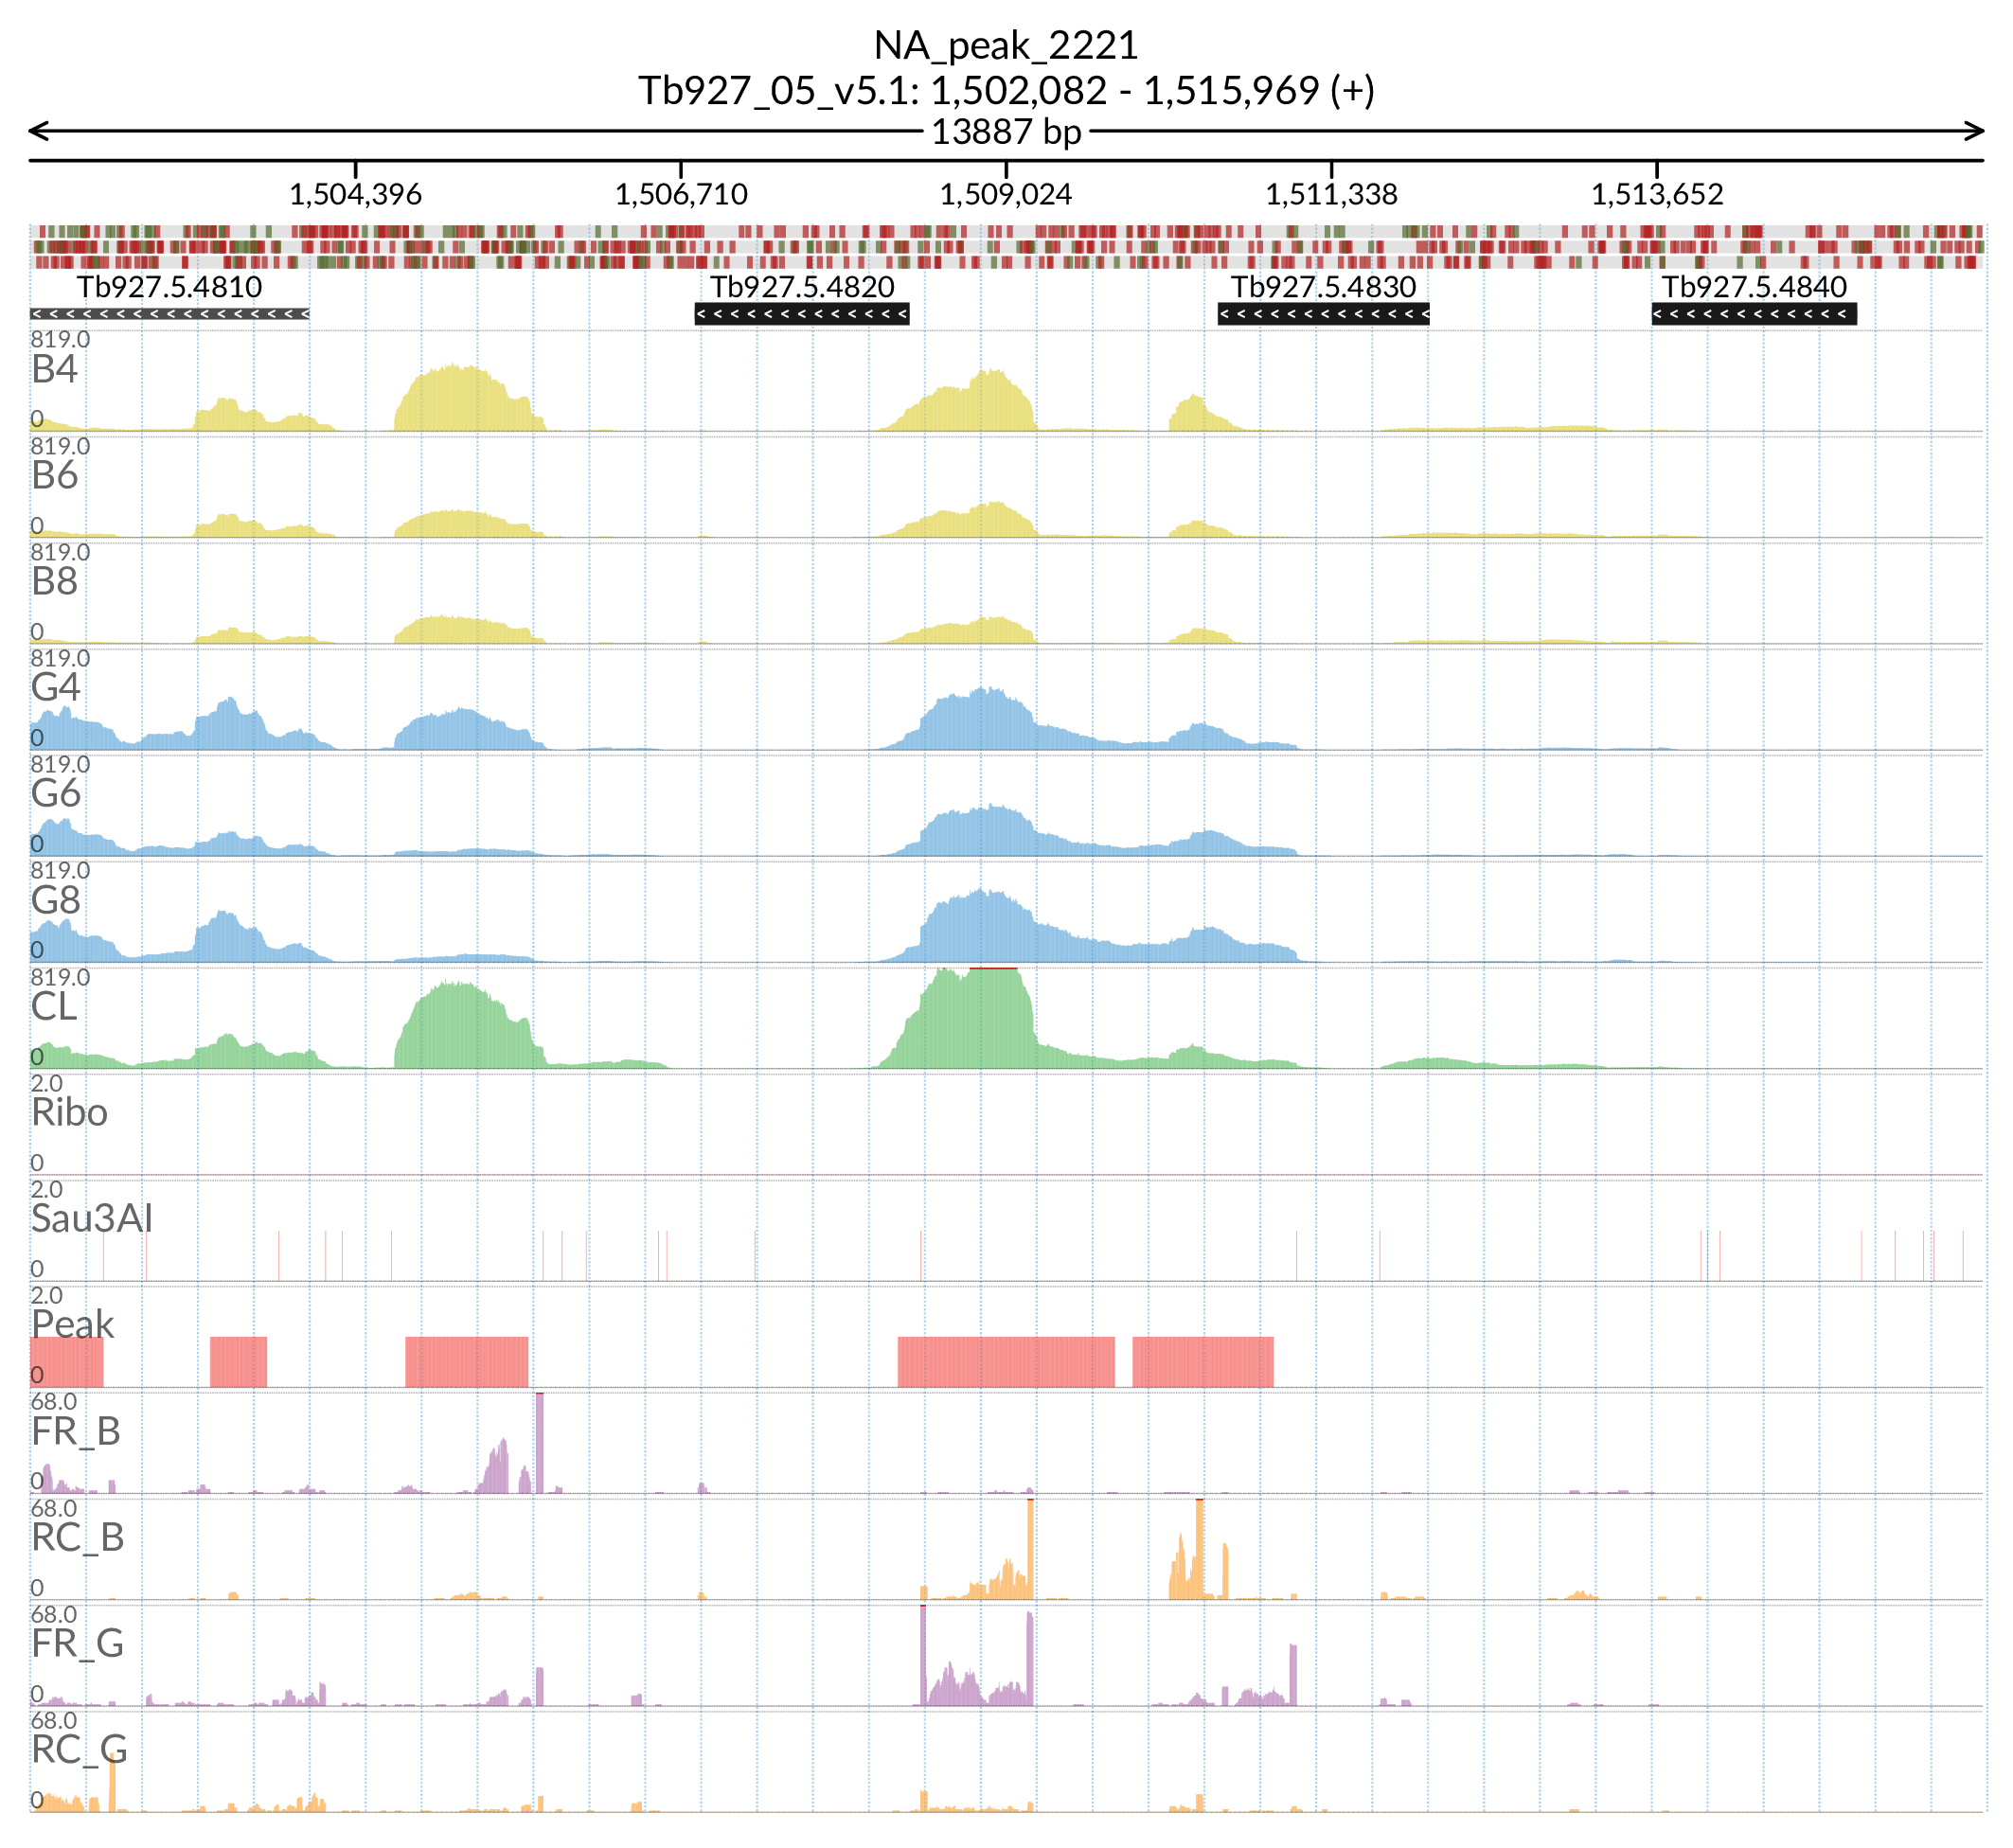 NA_peak_2221
Tb927_05_v5.1: 1,502,082 - 1,515,969 (+)
13887 bp
1,504,396 1,506,710 1,509,024 1,511,338 1,513,652
Tb927.5.4810 Tb927.5.4820 Tb927.5.4830 Tb927.5.4840
819.0
B4
0
819.0
B6
0
819.0
B8
0
819.0
G4
0
819.0
G6
0
819.0
G8
0
819.0
CL
0
2.0
Ribo
0
2.0
Sau3AI
0
2.0
Peak
0
68.0
FR_B
0
68.0
RC_B
0
68.0
FR_G
0
68.0
RC_G
0